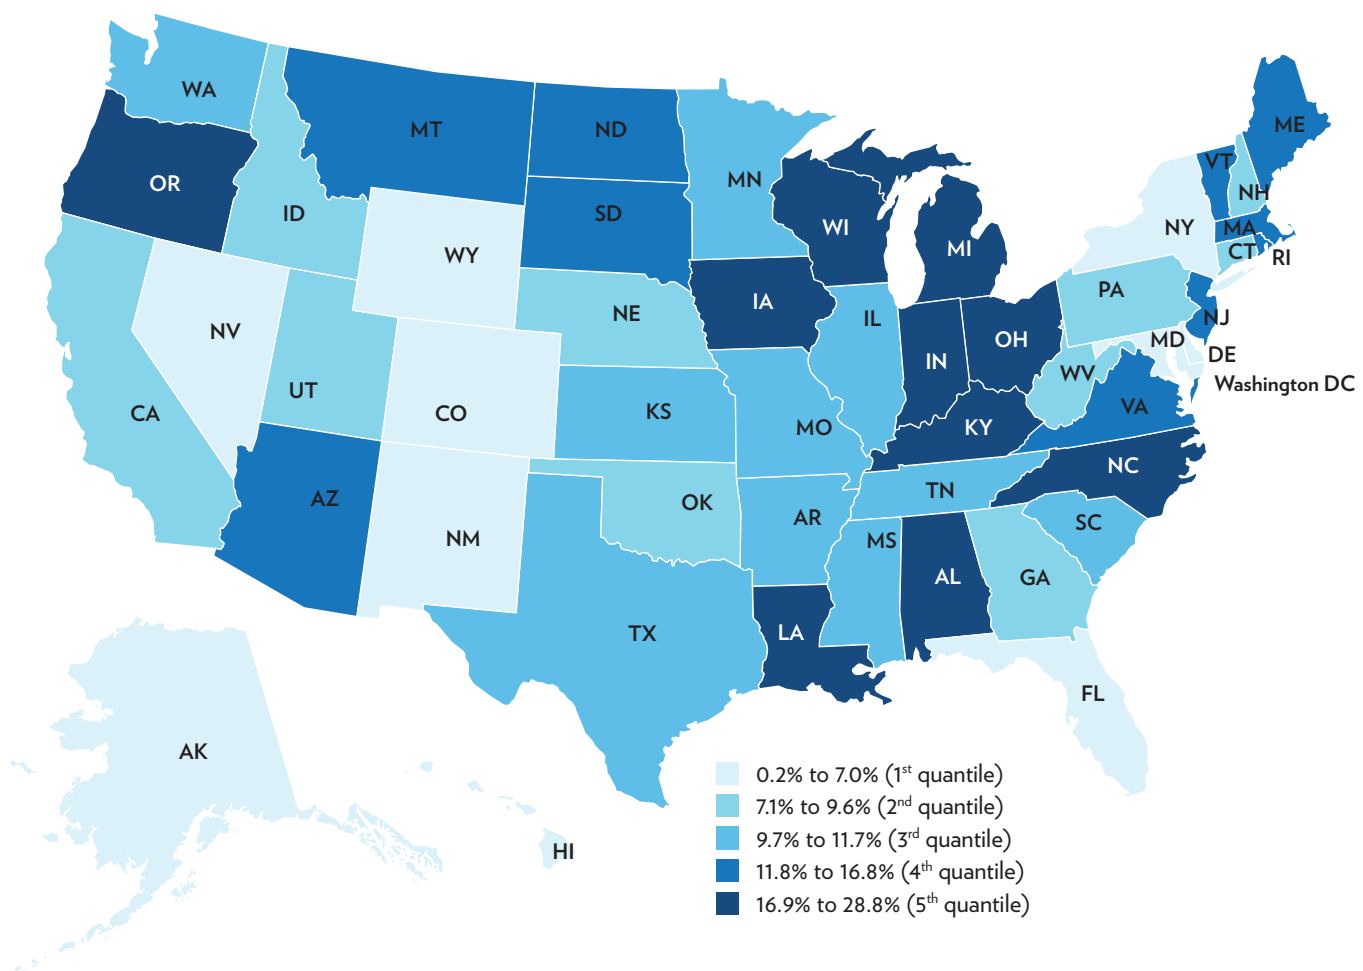 WA
MT
ND
MN
OR
ID
WY
SD
WI
MI
ME
VT
NH
NY
MA
CT
RI
NV
UT
CO
NE
IA
IL
IN
OH
PA
NJ
MD
DE
Washington DC
WV
VA
CA
KS
MO
KY
NC
AZ
NM
OK
AR
TN
SC
MS
AL
GA
TX
LA
FL
AK
HI
0.2% to 7.0% (1st quantile)
7.1% to 9.6% (2nd quantile)
9.7% to 11.7% (3rd quantile)
11.8% to 16.8% (4th quantile)
16.9% to 28.8% (5th quantile)